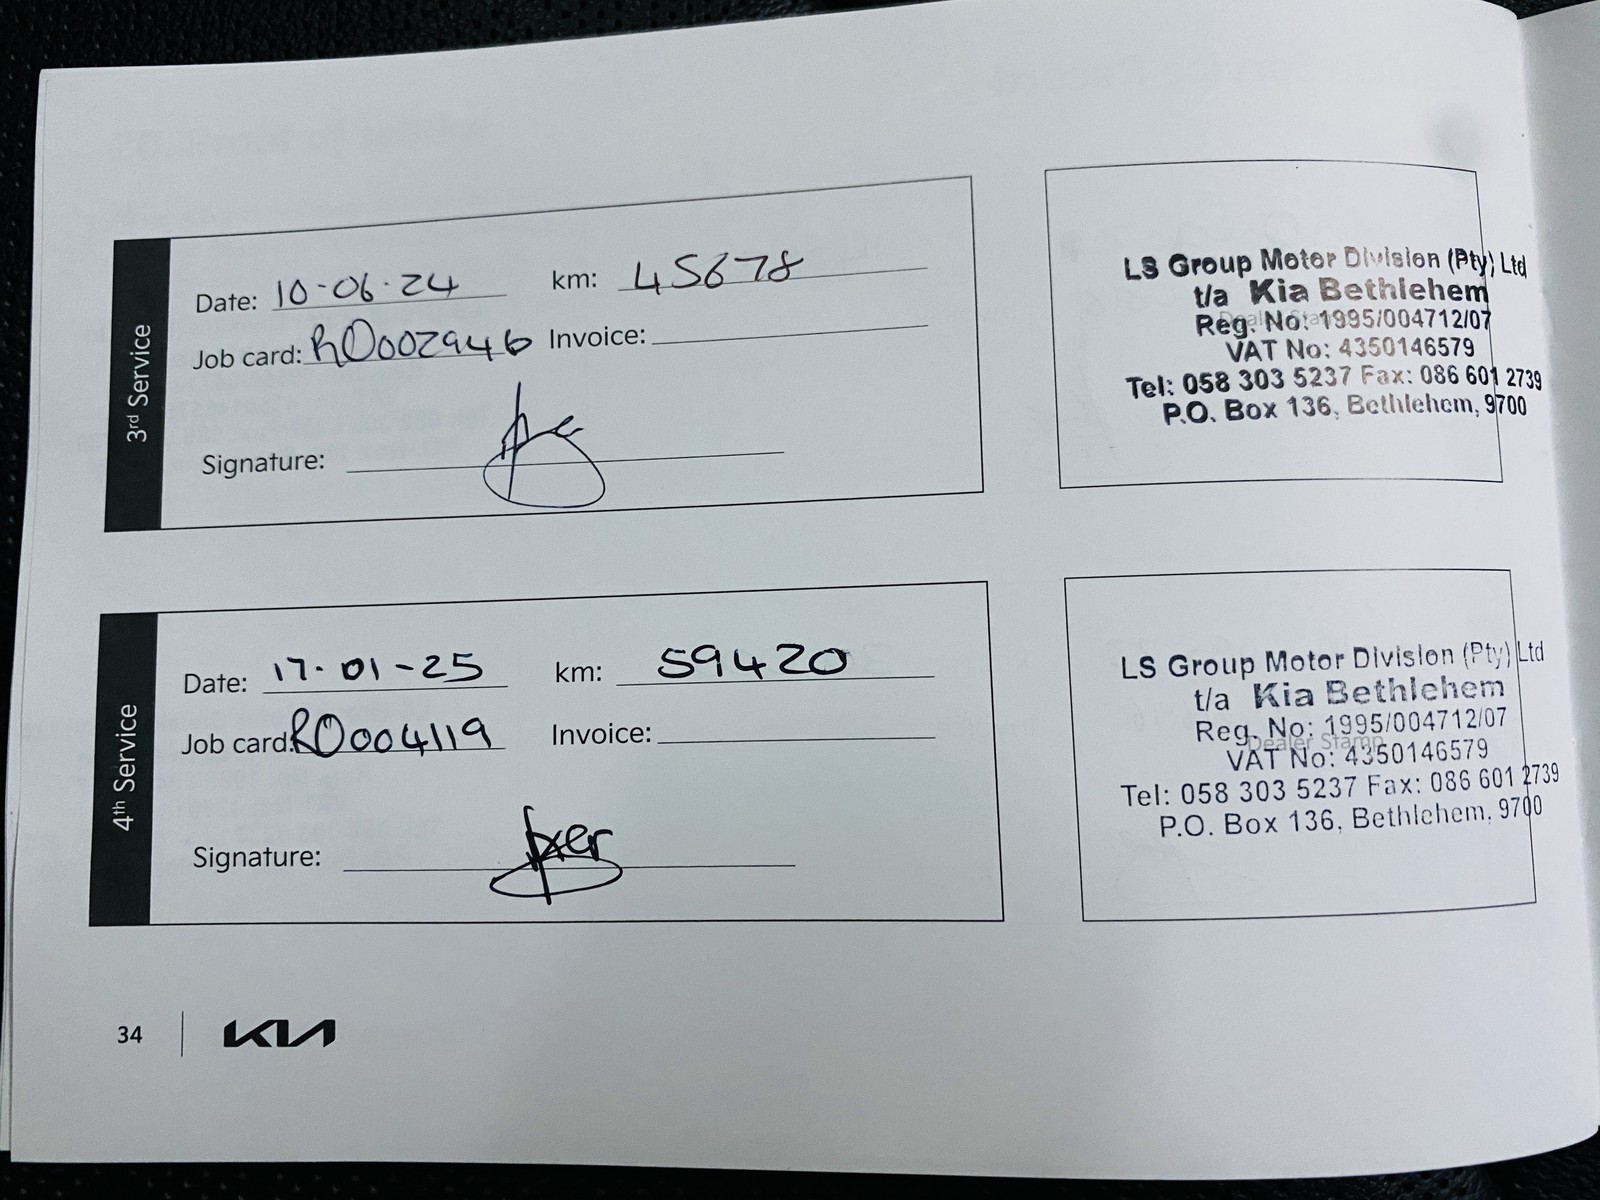 3rd Service
Date: 10-06-24 km: 45678
Job card: RO002946 Invoice:
Signature:
LS Group Motor Division (Pty) Ltd
t/a Kia Bethlehem
Reg. No: 1995/004712/07
VAT No: 4350146579
Tel: 058 303 5237 Fax: 086 601 2739
P.O. Box 136, Bethlehem, 9700
4th Service
Date: 17-01-25 km: 59420
Job card: RO004119 Invoice:
Signature:
LS Group Motor Division (Pty) Ltd
t/a Kia Bethlehem
Reg. No: 1995/004712/07
Dealer Stamp
VAT No: 4350146579
Tel: 058 303 5237 Fax: 086 601 2739
P.O. Box 136, Bethlehem, 9700
34 KIA